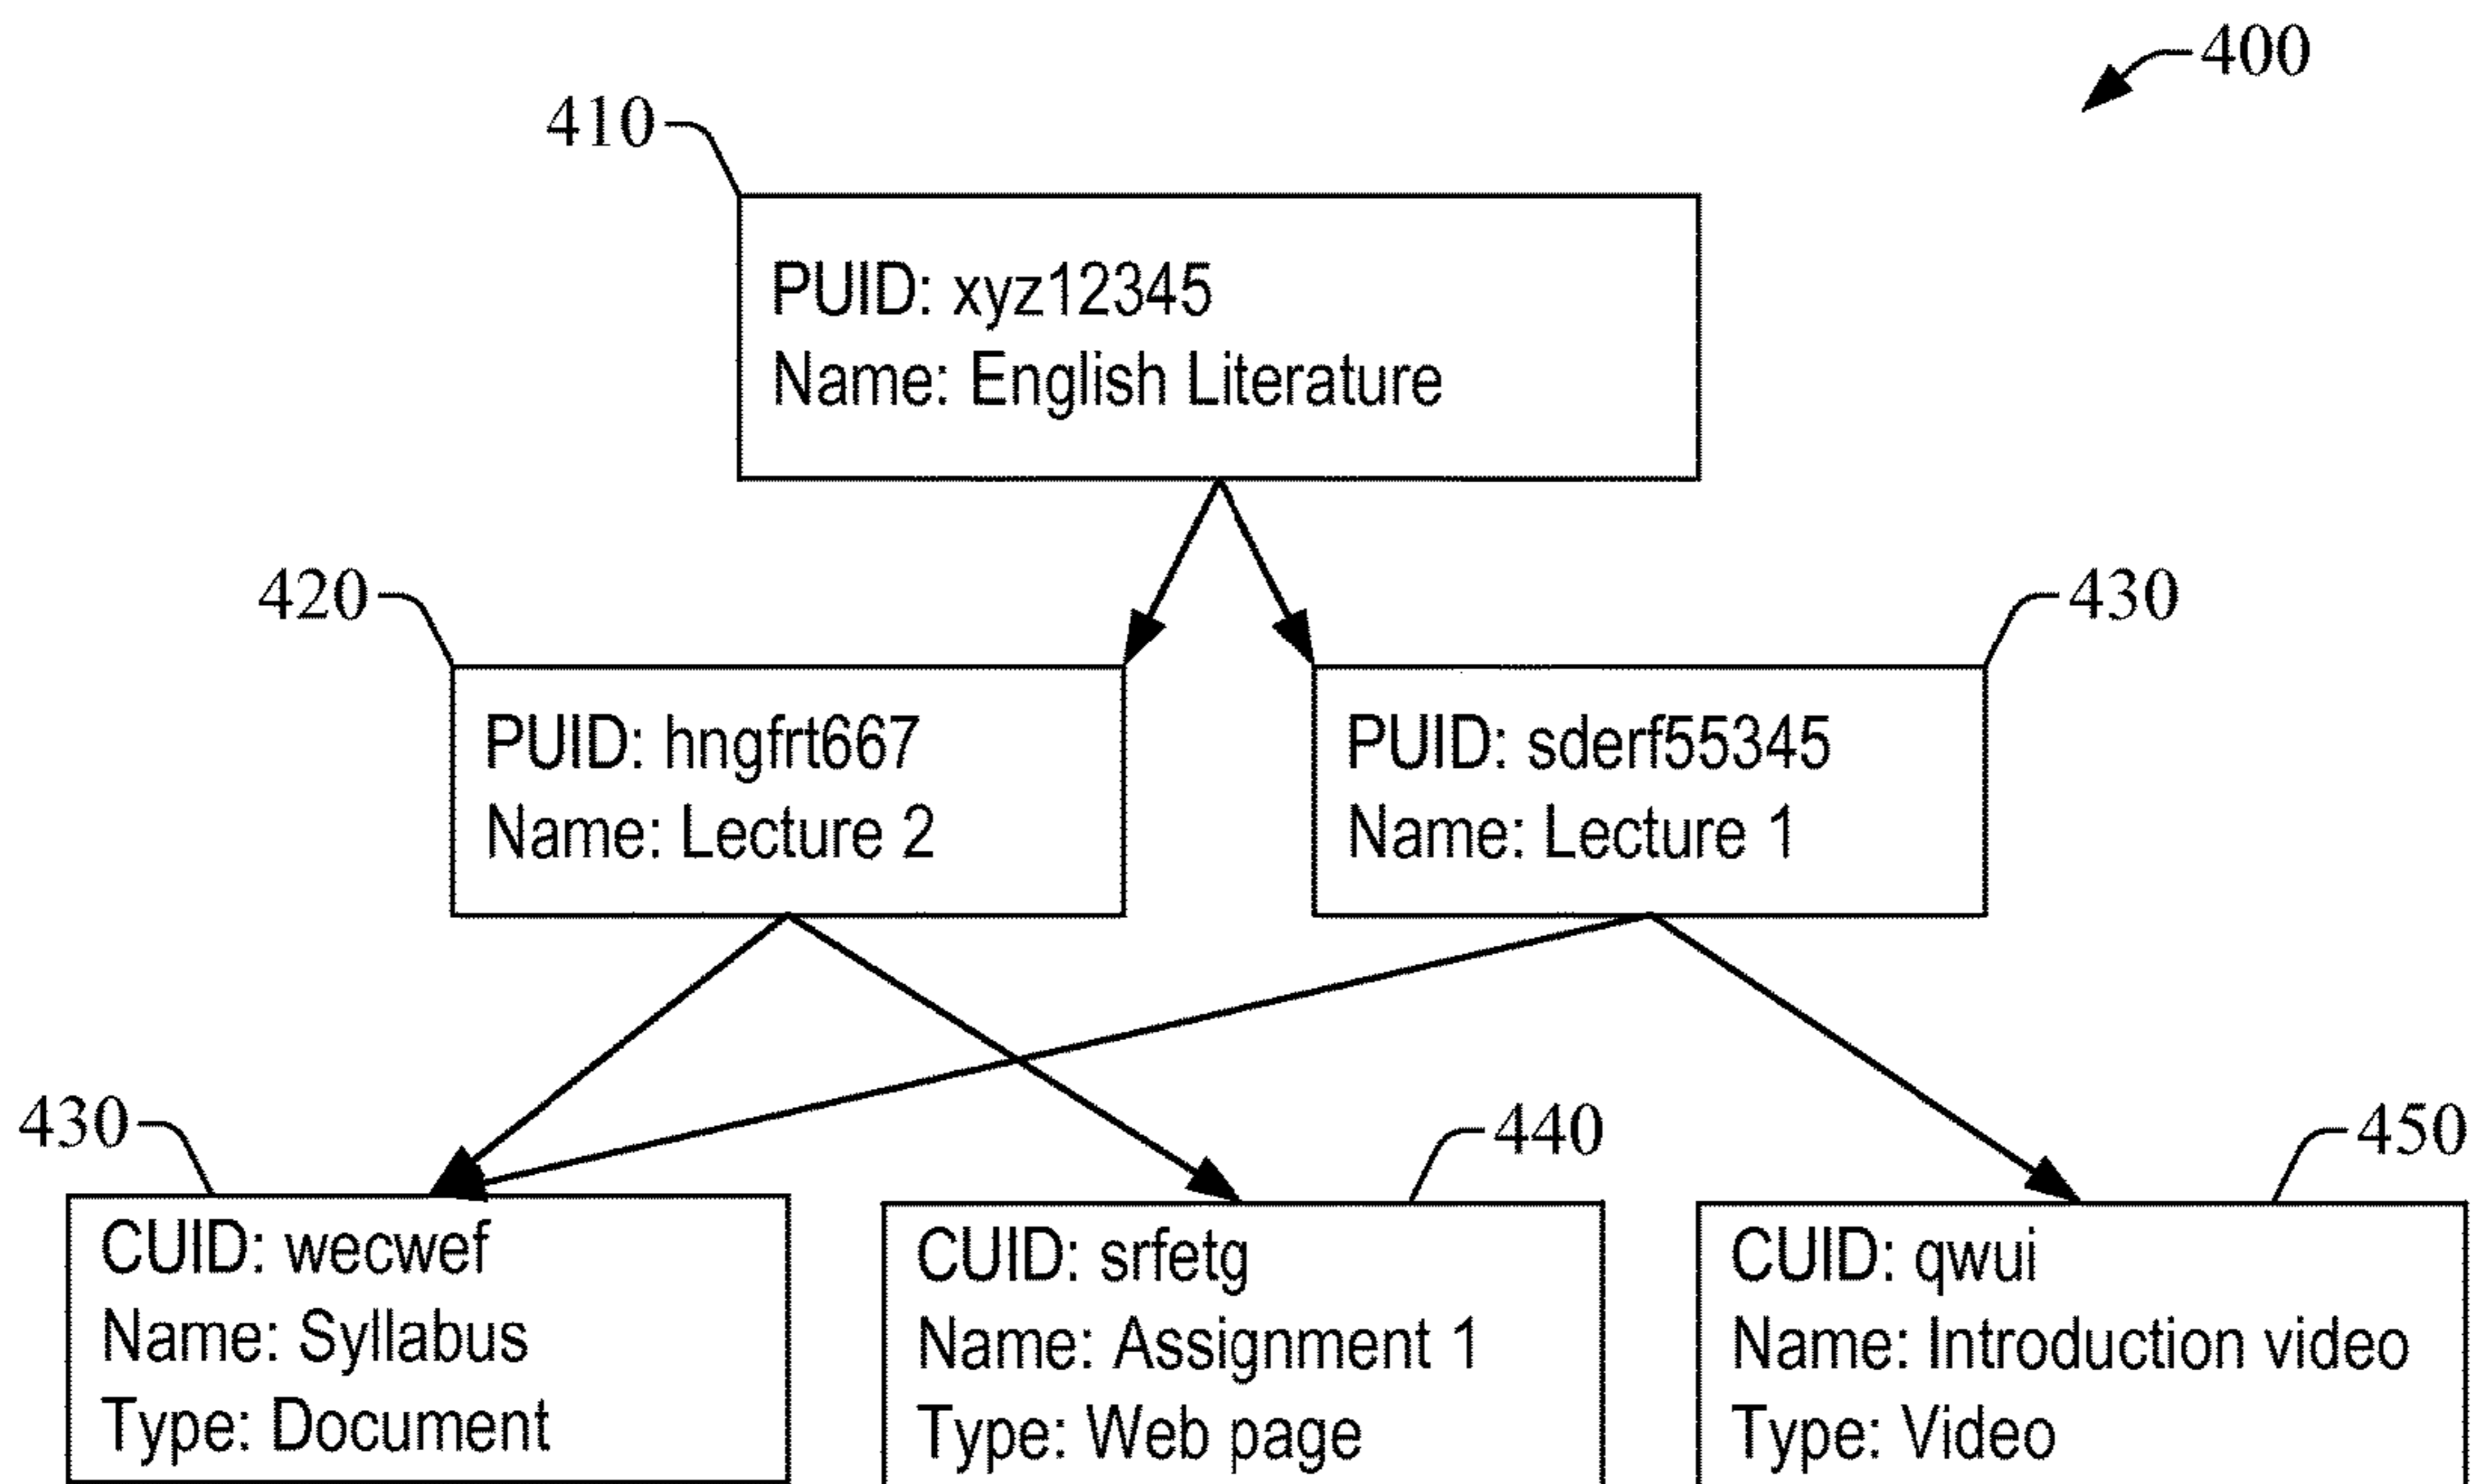 400
410
PUID: xyz12345
Name: English Literature
420
430
PUID: hngfrt667
Name: Lecture 2
PUID: sderf55345
Name: Lecture 1
430
440
450
CUID: wecwef
Name: Syllabus
Type: Document
CUID: srfetg
Name: Assignment 1
Type: Web page
CUID: qwui
Name: Introduction video
Type: Video